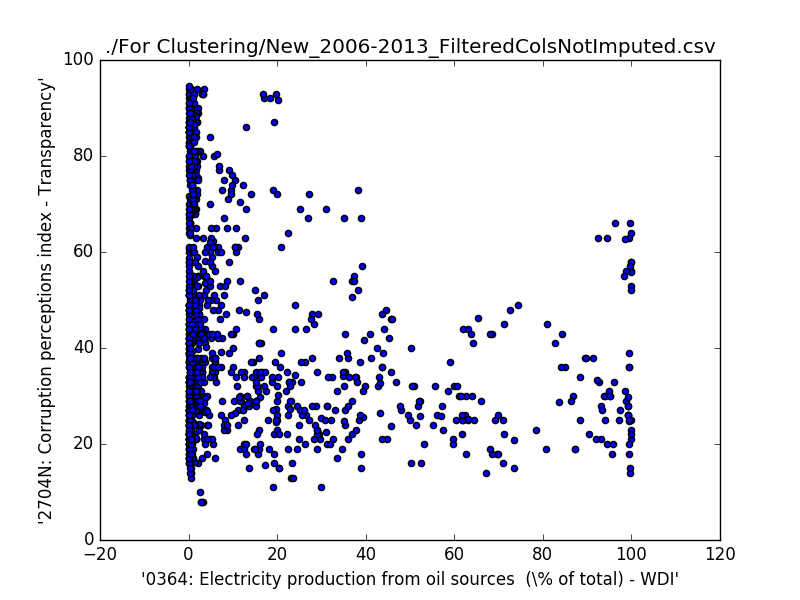 ./For Clustering/New_2006-2013_FilteredColsNotImputed.csv
100
80
60
40
20
0
'2704N: Corruption perceptions index - Transparency'
−20 0 20 40 60 80 100 120
'0364: Electricity production from oil sources  (\% of total) - WDI'